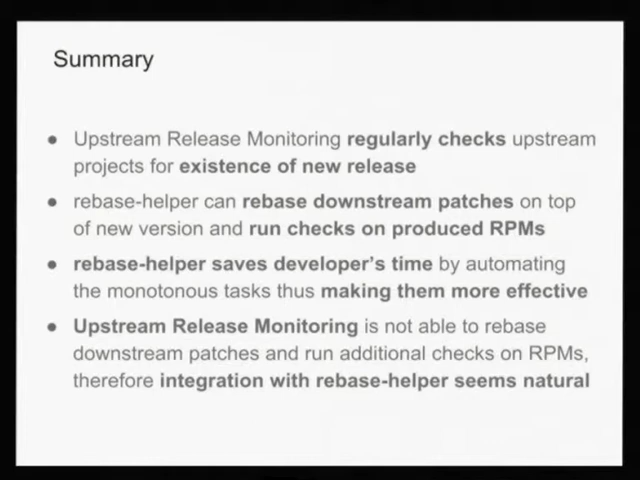 Summary
● Upstream Release Monitoring regularly checks upstream
projects for existence of new release
● rebase-helper can rebase downstream patches on top
of new version and run checks on produced RPMs
● rebase-helper saves developer's time by automating
the monotonous tasks thus making them more effective
● Upstream Release Monitoring is not able to rebase
downstream patches and run additional checks on RPMs,
therefore integration with rebase-helper seems natural